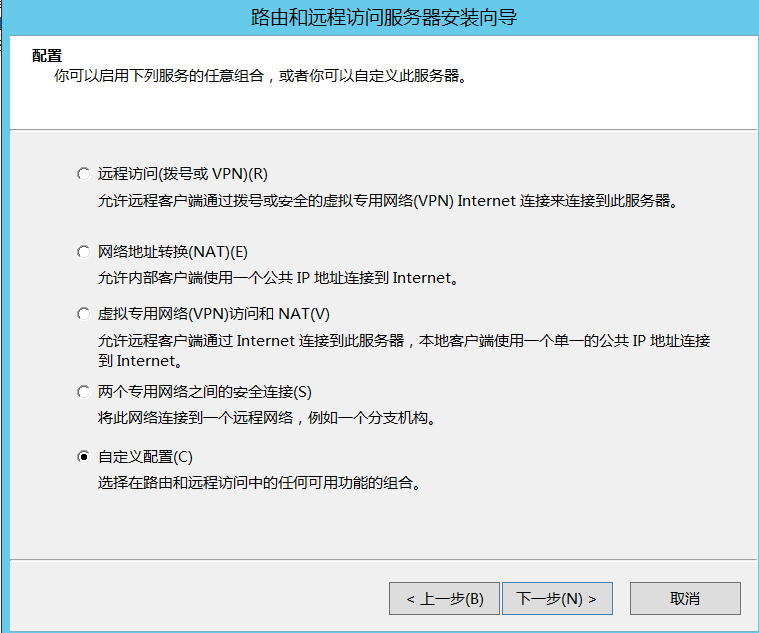 路由和远程访问服务器安装向导
配置
你可以启用下列服务的任意组合，或者你可以自定义此服务器。
远程访问(拨号或 VPN)(R)
允许远程客户端通过拨号或安全的虚拟专用网络(VPN) Internet 连接来连接到此服务器。
网络地址转换(NAT)(E)
允许内部客户端使用一个公共 IP 地址连接到 Internet。
虚拟专用网络(VPN)访问和 NAT(V)
允许远程客户端通过 Internet 连接到此服务器，本地客户端使用一个单一的公共 IP 地址连接
到 Internet。
两个专用网络之间的安全连接(S)
将此网络连接到一个远程网络，例如一个分支机构。
自定义配置(C)
选择在路由和远程访问中的任何可用功能的组合。
< 上一步(B)
下一步(N) >
取消